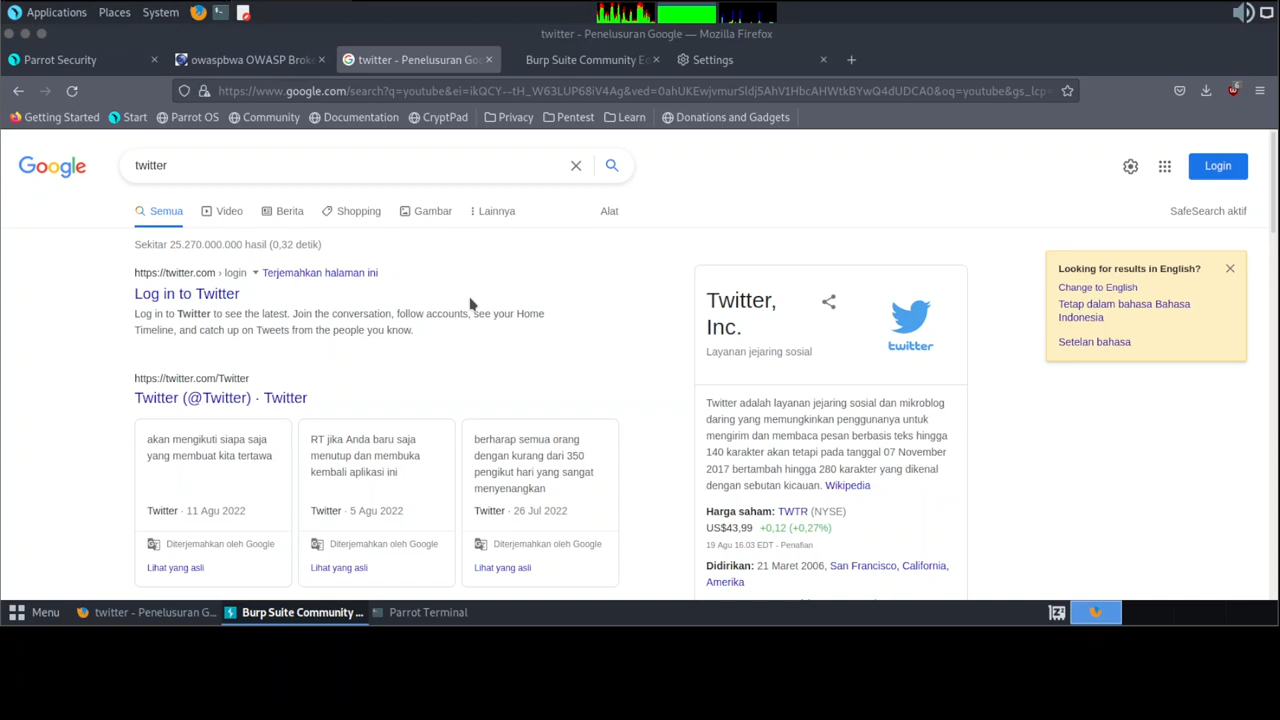 Applications Places System
twitter - Penelusuran Google — Mozilla Firefox
Parrot Security
owaspbwa OWASP Broke
twitter - Penelusuran Goo
Burp Suite Community Ed
Settings
https://www.google.com/search?q=youtube&ei=ikQCY--tH_W63LUP68iV4Ag&ved=0ahUKEwjvmurSldj5AhV1HbcAHWtkBYwQ4dUDCA0&oq=youtube&gs_lcp=
Getting Started Start Parrot OS Community Documentation CryptPad Privacy Pentest Learn Donations and Gadgets
Google
twitter
Login
Semua Video Berita Shopping Gambar Lainnya Alat SafeSearch aktif
Sekitar 25.270.000.000 hasil (0,32 detik)
https://twitter.com › login Terjemahkan halaman ini
Log in to Twitter
Log in to Twitter to see the latest. Join the conversation, follow accounts, see your Home
Timeline, and catch up on Tweets from the people you know.
https://twitter.com/Twitter
Twitter (@Twitter) · Twitter
akan mengikuti siapa saja
yang membuat kita tertawa
Twitter · 11 Agu 2022
Diterjemahkan oleh Google
Lihat yang asli
RT jika Anda baru saja
menutup dan membuka
kembali aplikasi ini
Twitter · 5 Agu 2022
Diterjemahkan oleh Google
Lihat yang asli
berharap semua orang
dengan kurang dari 350
pengikut hari yang sangat
menyenangkan
Twitter · 26 Jul 2022
Diterjemahkan oleh Google
Lihat yang asli
Twitter,
Inc.
Layanan jejaring sosial
twitter
Twitter adalah layanan jejaring sosial dan mikroblog
daring yang memungkinkan penggunanya untuk
mengirim dan membaca pesan berbasis teks hingga
140 karakter akan tetapi pada tanggal 07 November
2017 bertambah hingga 280 karakter yang dikenal
dengan sebutan kicauan. Wikipedia
Harga saham: TWTR (NYSE)
US$43,99 +0,12 (+0,27%)
19 Agu 16.03 EDT - Penafian
Didirikan: 21 Maret 2006, San Francisco, California,
Amerika
Looking for results in English?
Change to English
Tetap dalam bahasa Bahasa
Indonesia
Setelan bahasa
Menu
twitter - Penelusuran G...
Burp Suite Community ...
Parrot Terminal